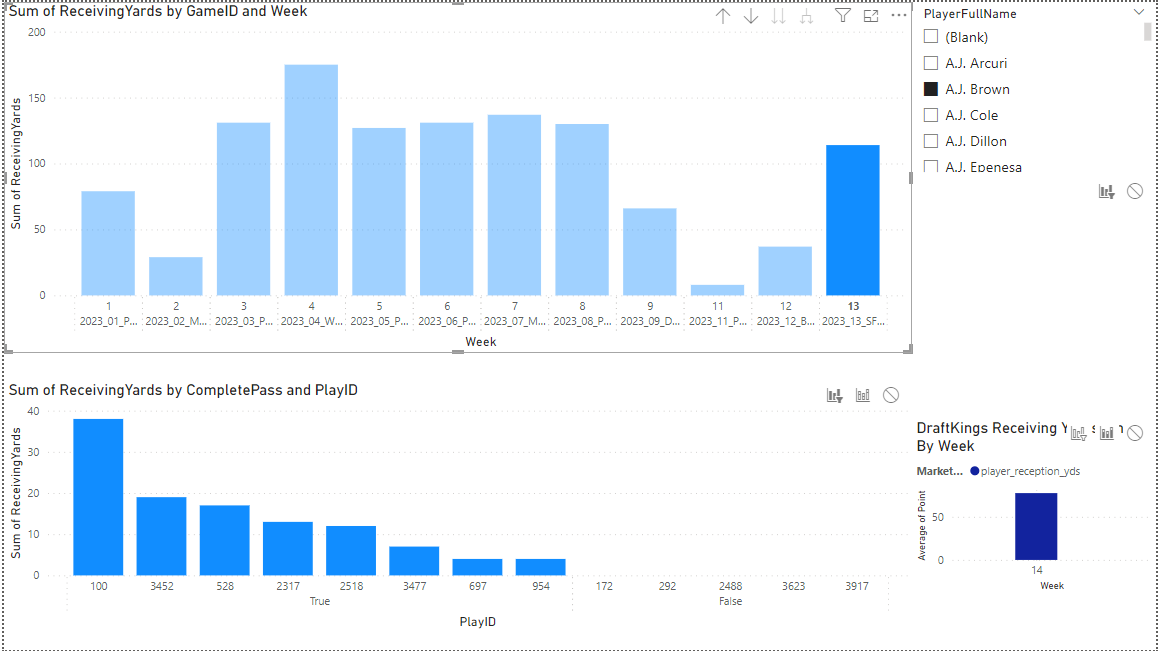 Sum of ReceivingYards by GameID and Week
Sum of ReceivingYards
200
150
100
50
0
1 2 3 4 5 6 7 8 9 11 12 13
2023_01_P... 2023_02_M... 2023_03_P... 2023_04_W... 2023_05_P... 2023_06_P... 2023_07_M... 2023_08_P... 2023_09_D... 2023_11_P... 2023_12_B... 2023_13_SF...
Week
PlayerFullName
(Blank)
A.J. Arcuri
A.J. Brown
A.J. Cole
A.J. Dillon
A.J. Epenesa
Sum of ReceivingYards by CompletePass and PlayID
Sum of ReceivingYards
40
30
20
10
0
100 3452 528 2317 2518 3477 697 954 172 292 2488 3623 3917
True False
PlayID
DraftKings Receiving
By Week
Market... player_reception_yds
Average of Point
50
0
14
Week